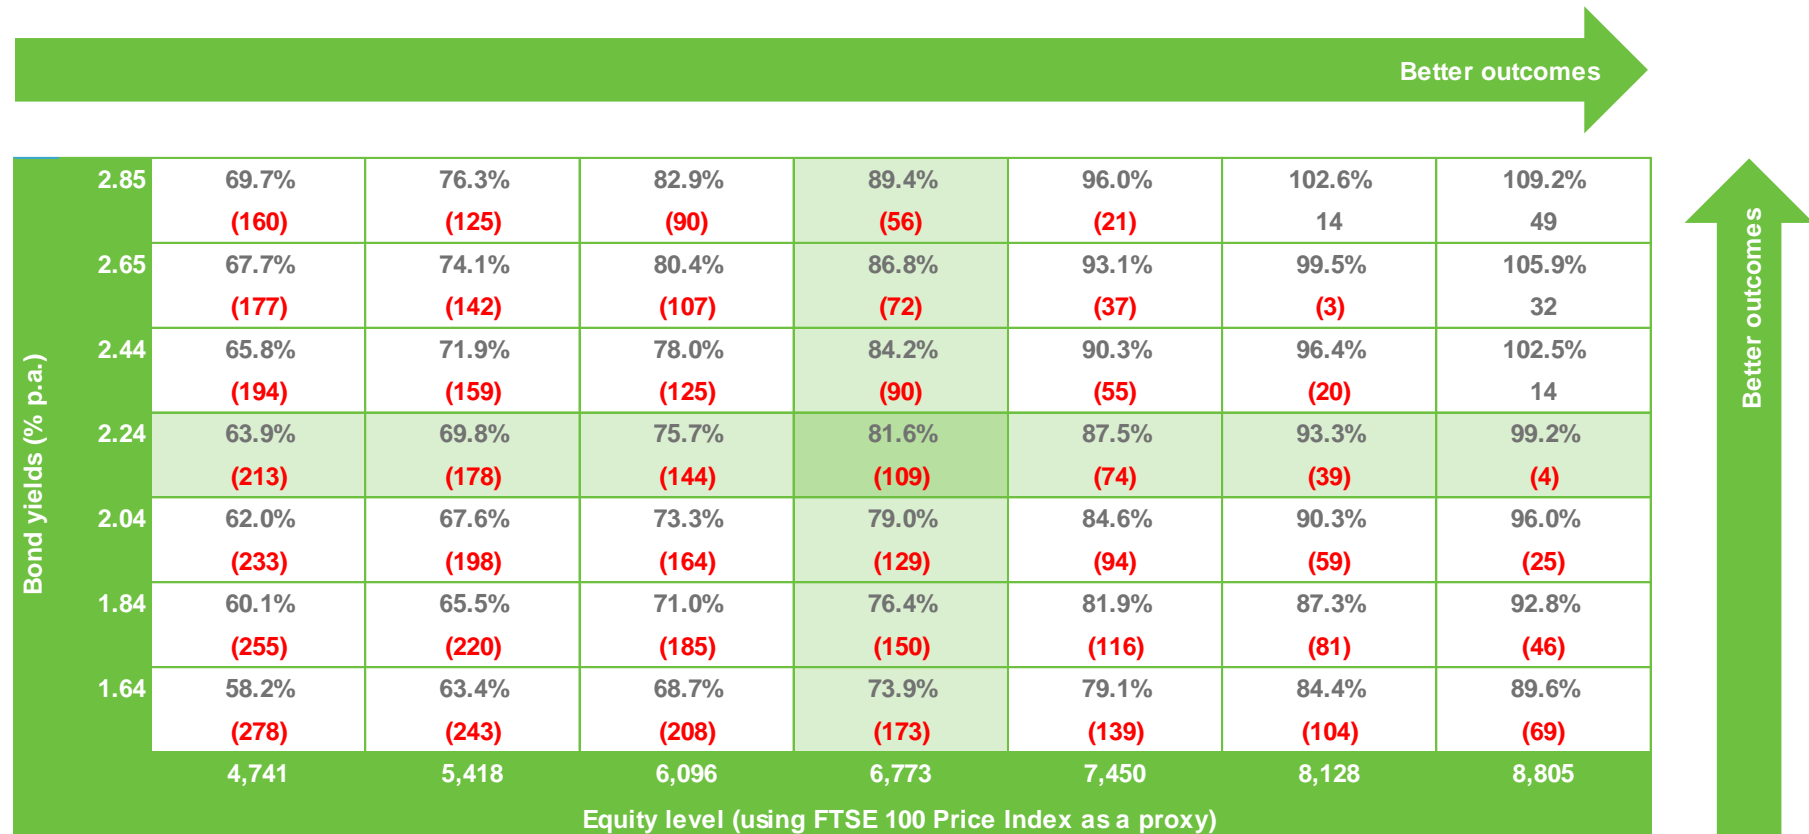 Better outcomes
2.85 69.7% 76.3% 82.9% 89.4% 96.0% 102.6% 109.2%
(160) (125) (90) (56) (21) 14 49
2.65 67.7% 74.1% 80.4% 86.8% 93.1% 99.5% 105.9%
(177) (142) (107) (72) (37) (3) 32
2.44 65.8% 71.9% 78.0% 84.2% 90.3% 96.4% 102.5%
(194) (159) (125) (90) (55) (20) 14
2.24 63.9% 69.8% 75.7% 81.6% 87.5% 93.3% 99.2%
(213) (178) (144) (109) (74) (39) (4)
2.04 62.0% 67.6% 73.3% 79.0% 84.6% 90.3% 96.0%
(233) (198) (164) (129) (94) (59) (25)
1.84 60.1% 65.5% 71.0% 76.4% 81.9% 87.3% 92.8%
(255) (220) (185) (150) (116) (81) (46)
1.64 58.2% 63.4% 68.7% 73.9% 79.1% 84.4% 89.6%
(278) (243) (208) (173) (139) (104) (69)
4,741 5,418 6,096 6,773 7,450 8,128 8,805
Equity level (using FTSE 100 Price Index as a proxy)
Bond yields (% p.a.)
Better outcomes